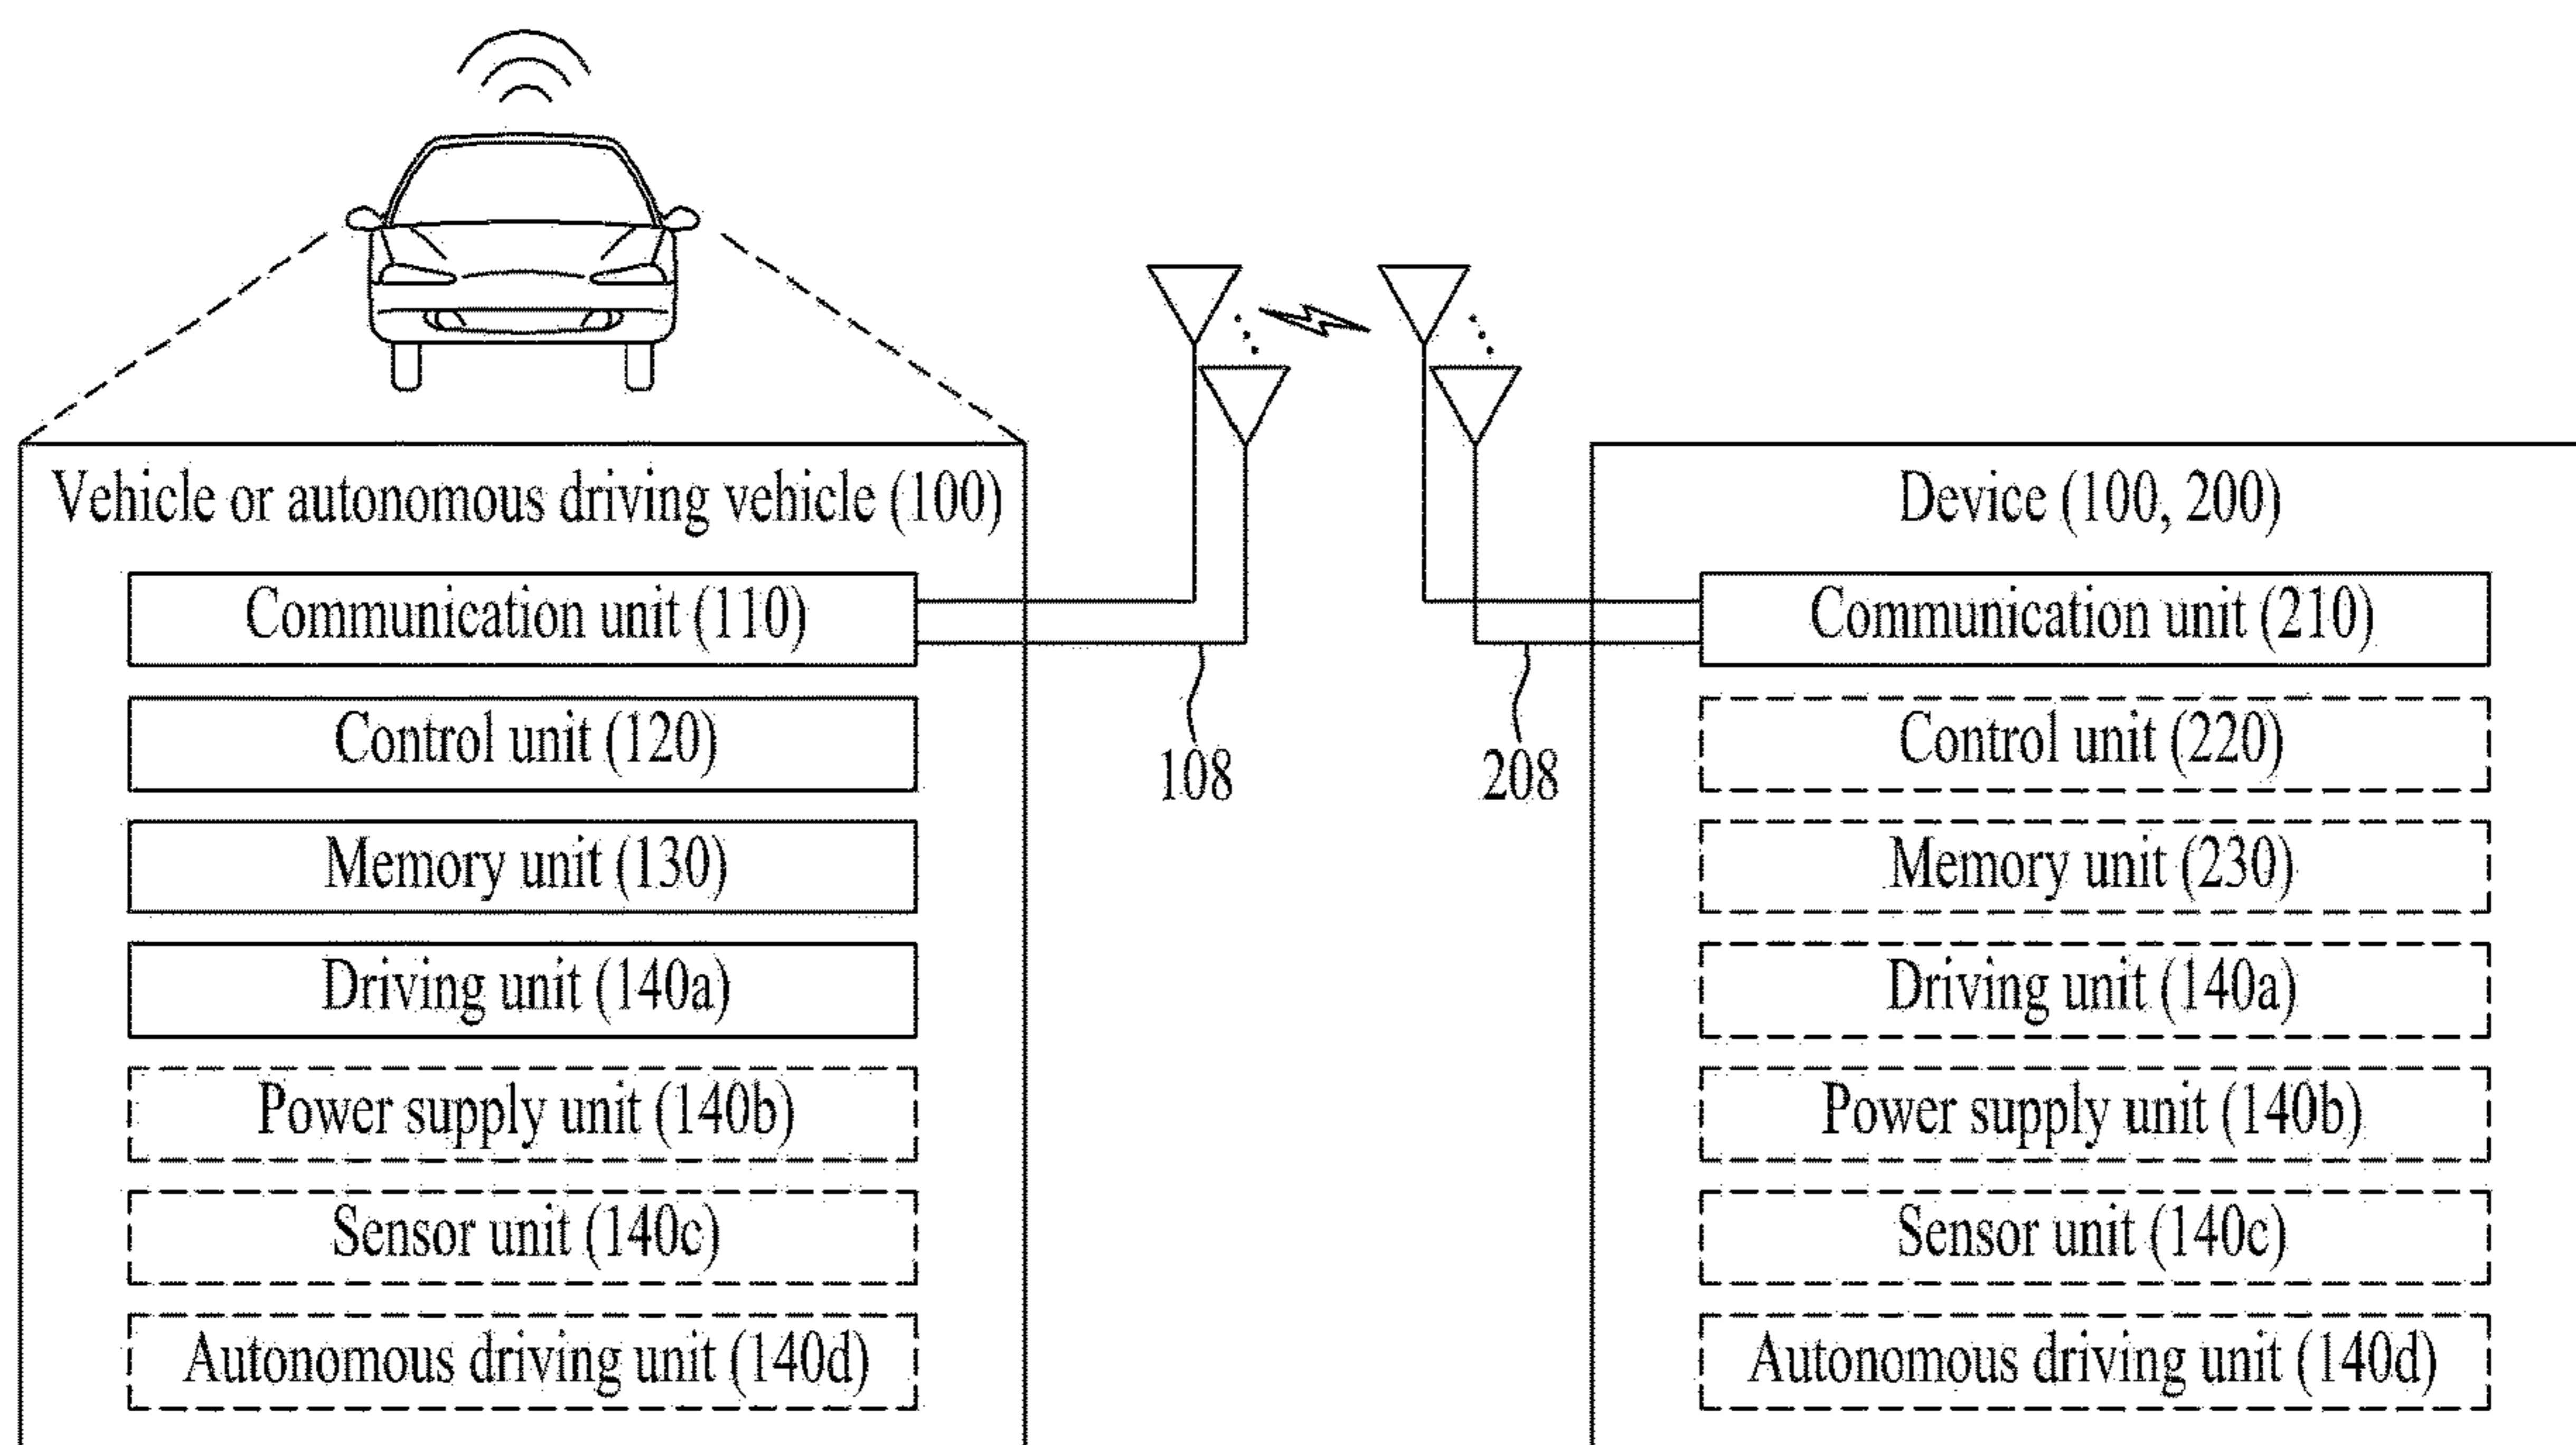 Vehicle or autonomous driving vehicle (100)
Communication unit (110)
Control unit (120)
Memory unit (130)
Driving unit (140a)
Power supply unit (140b)
Sensor unit (140c)
Autonomous driving unit (140d)
108
208
Device (100, 200)
Communication unit (210)
Control unit (220)
Memory unit (230)
Driving unit (140a)
Power supply unit (140b)
Sensor unit (140c)
Autonomous driving unit (140d)